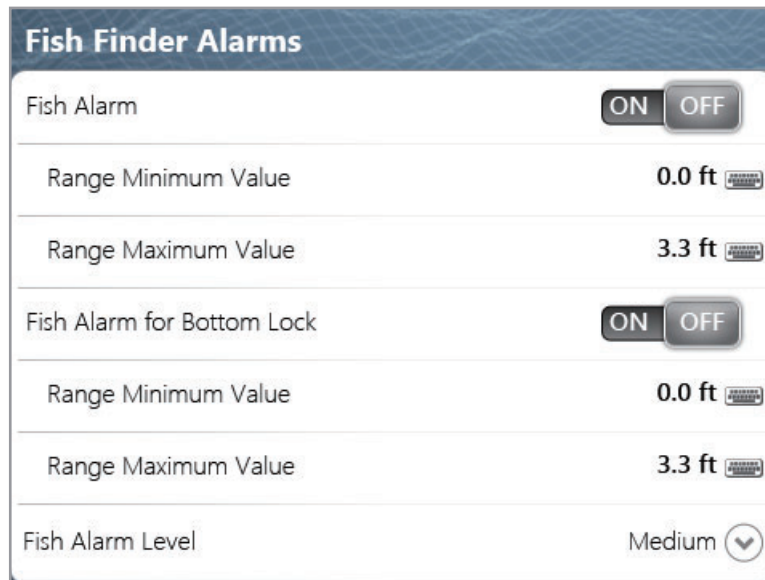 Fish Finder Alarms
Fish Alarm ON OFF
Range Minimum Value 0.0 ft
Range Maximum Value 3.3 ft
Fish Alarm for Bottom Lock ON OFF
Range Minimum Value 0.0 ft
Range Maximum Value 3.3 ft
Fish Alarm Level Medium